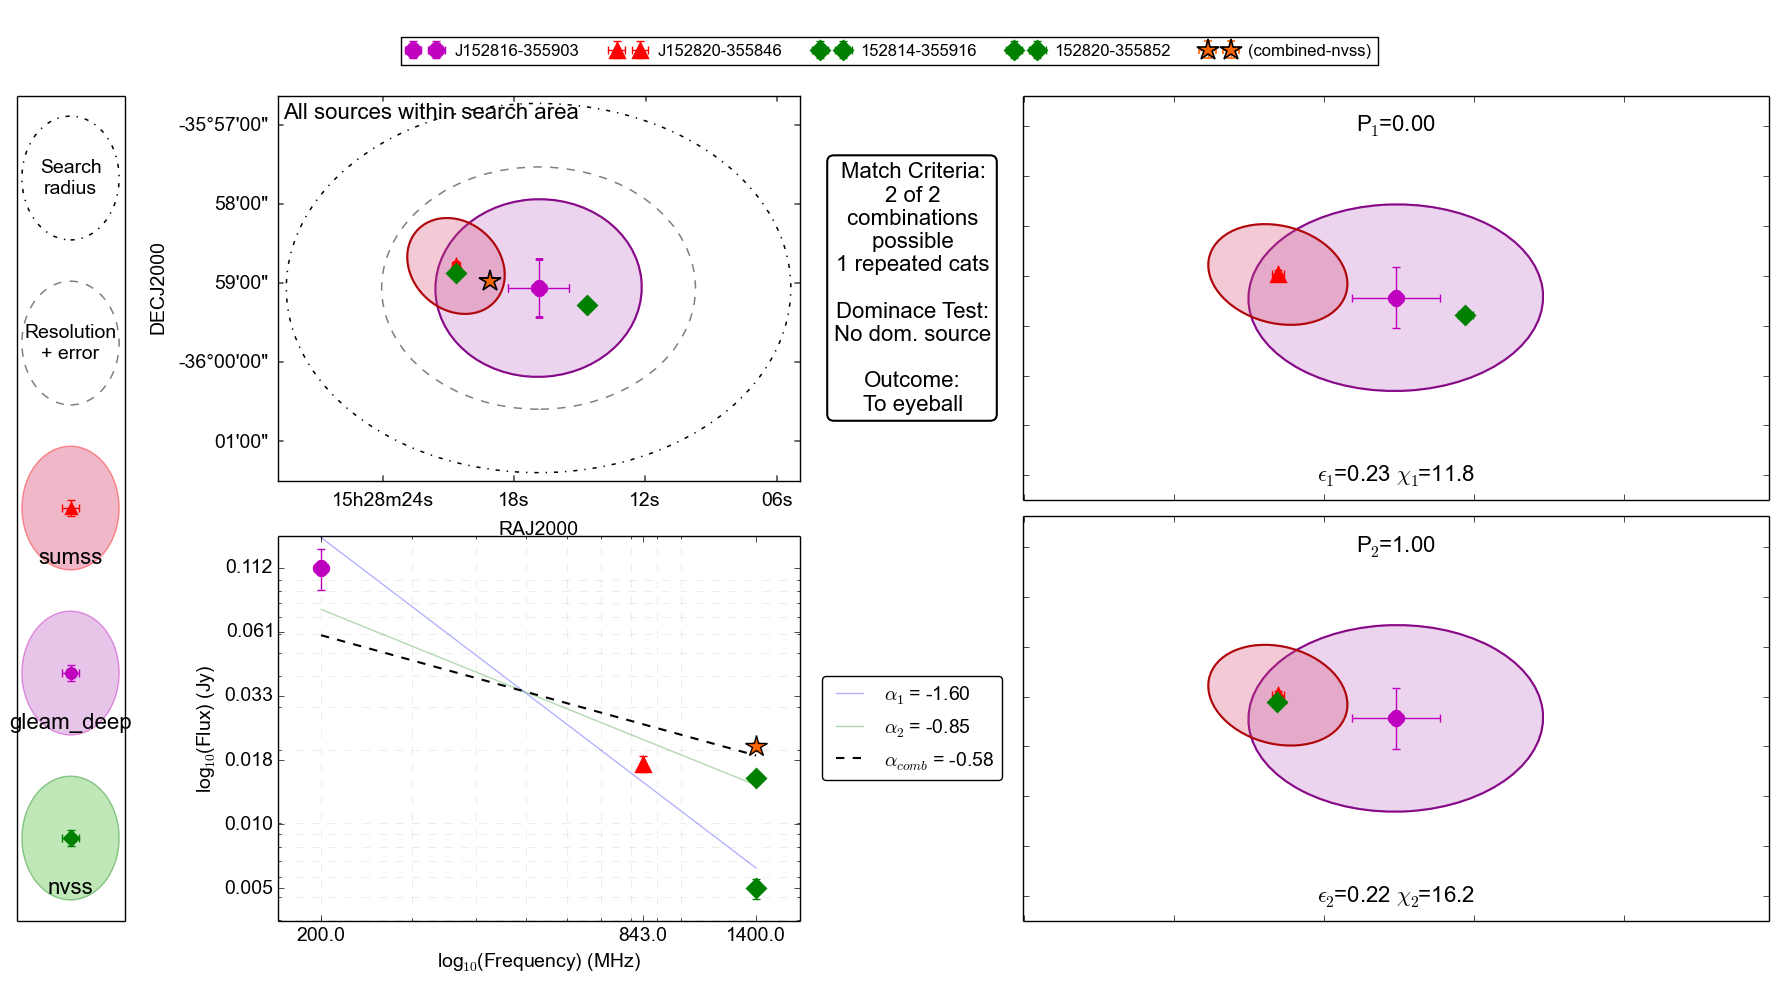 J152816-355903 J152820-355846 152814-355916 152820-355852 (combined-nvss)
Search
radius
Resolution
+ error
sumss
gleam_deep
nvss
All sources within search area
-35°57'00"
58'00"
59'00"
-36°00'00"
01'00"
DECJ2000
15h28m24s 18s 12s 06s
RAJ2000
Match Criteria:
2 of 2
combinations
possible
1 repeated cats
Dominace Test:
No dom. source
Outcome:
To eyeball
P₁=0.00
ϵ₁=0.23 χ₁=11.8
P₂=1.00
ϵ₂=0.22 χ₂=16.2
0.112
0.061
0.033
0.018
0.010
0.005
log₁₀(Flux) (Jy)
200.0 843.0 1400.0
log₁₀(Frequency) (MHz)
α₁ = -1.60
α₂ = -0.85
α_comb = -0.58